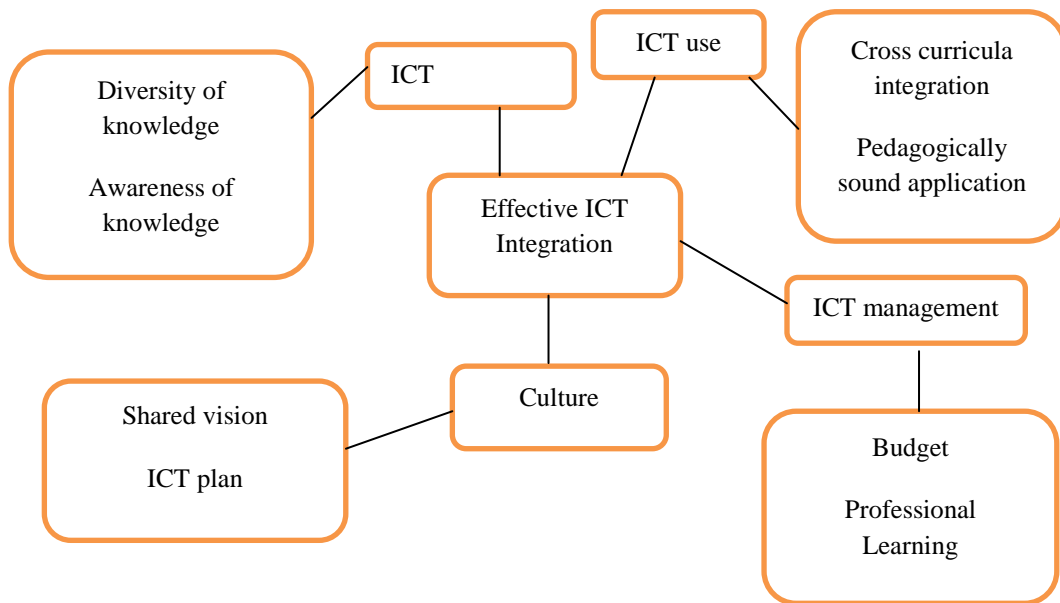 ICT use
Cross curricula
integration
Pedagogically
sound application
ICT
Diversity of
knowledge
Awareness of
knowledge
Effective ICT
Integration
ICT management
Culture
Shared vision
ICT plan
Budget
Professional
Learning